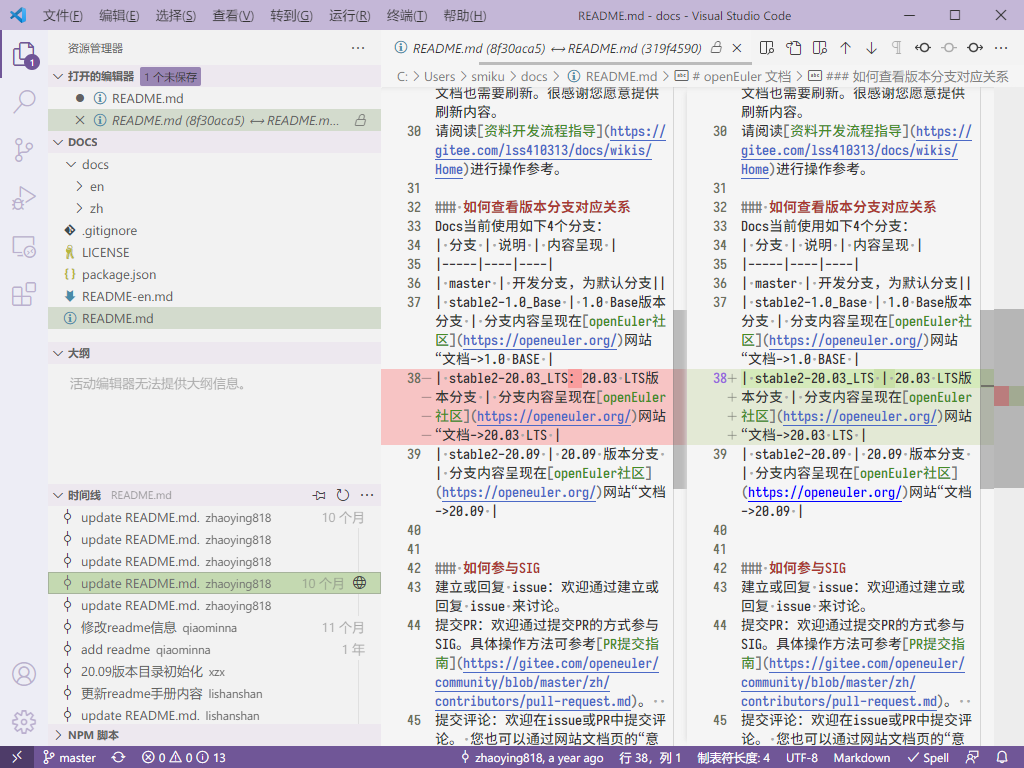 文件(F) 编辑(E) 选择(S) 查看(V) 转到(G) 运行(R) 终端(T) 帮助(H) README.md - docs - Visual Studio Code
资源管理器
打开的编辑器 1 个未保存
README.md
README.md (8f30aca5) ↔ README.m...
DOCS
docs
en
zh
.gitignore
LICENSE
package.json
README-en.md
README.md
大纲
活动编辑器无法提供大纲信息。
时间线 README.md
update README.md. zhaoying818 10 个月
update README.md. zhaoying818
update README.md. zhaoying818
update README.md. zhaoying818 10 个月
update README.md. zhaoying818
修改readme信息 qiaominna 11 个月
add readme qiaominna 1 年
20.09版本目录初始化 xzx
更新readme手册内容 lishanshan
update README.md. lishanshan
NPM 脚本
1
README.md (8f30aca5) ↔ README.md (319f4590)
C: > Users > smiku > docs > README.md > # openEuler 文档 > ### 如何查看版本分支对应关系
文档也需要刷新。很感谢您愿意提供
刷新内容。
30 请阅读[资料开发流程指导](https://
gitee.com/lss410313/docs/wikis/
Home)进行操作参考。
31
32 ###·如何查看版本分支对应关系
33 Docs当前使用如下4个分支：
34 |·分支·|·说明·|·内容呈现·|
35 |-----|----|----|
36 |·master·|·开发分支，为默认分支||
37 |·stable2-1.0_Base·|·1.0·Base版本
分支·|·分支内容呈现在[openEuler社
区](https://openeuler.org/)网站
“文档->1.0·BASE·|
38− |·stable2-20.03_LTS：20.03·LTS版
− 本分支·|·分支内容呈现在[openEuler
− 社区](https://openeuler.org/)网站
− “文档->20.03·LTS·|
39 |·stable2-20.09·|·20.09·版本分支·
|·分支内容呈现在[openEuler社区]
(https://openeuler.org/)网站“文档
->20.09·|
40
41
42 ###·如何参与SIG
43 建立或回复·issue：欢迎通过建立或
回复·issue·来讨论。
44 提交PR：欢迎通过提交PR的方式参与
SIG。具体操作方法可参考[PR提交指
南](https://gitee.com/openeuler/
community/blob/master/zh/
contributors/pull-request.md)。··
45 提交评论：欢迎在issue或PR中提交评
论。·您也可以通过网站文档页的“意
文档也需要刷新。很感谢您愿意提供
刷新内容。
30 请阅读[资料开发流程指导](https://
gitee.com/lss410313/docs/wikis/
Home)进行操作参考。
31
32 ###·如何查看版本分支对应关系
33 Docs当前使用如下4个分支：
34 |·分支·|·说明·|·内容呈现·|
35 |-----|----|----|
36 |·master·|·开发分支，为默认分支||
37 |·stable2-1.0_Base·|·1.0·Base版本
分支·|·分支内容呈现在[openEuler社
区](https://openeuler.org/)网站
“文档->1.0·BASE·|
38+ |·stable2-20.03_LTS·|·20.03·LTS版
+ 本分支·|·分支内容呈现在[openEuler
+ 社区](https://openeuler.org/)网站
+ “文档->20.03·LTS·|
39 |·stable2-20.09·|·20.09·版本分支·
|·分支内容呈现在[openEuler社区]
(https://openeuler.org/)网站“文档
->20.09·|
40
41
42 ###·如何参与SIG
43 建立或回复·issue：欢迎通过建立或
回复·issue·来讨论。
44 提交PR：欢迎通过提交PR的方式参与
SIG。具体操作方法可参考[PR提交指
南](https://gitee.com/openeuler/
community/blob/master/zh/
contributors/pull-request.md)。··
45 提交评论：欢迎在issue或PR中提交评
论。·您也可以通过网站文档页的“意
master 0 0 13 zhaoying818, a year ago 行 38，列 1 制表符长度: 4 UTF-8 Markdown Spell